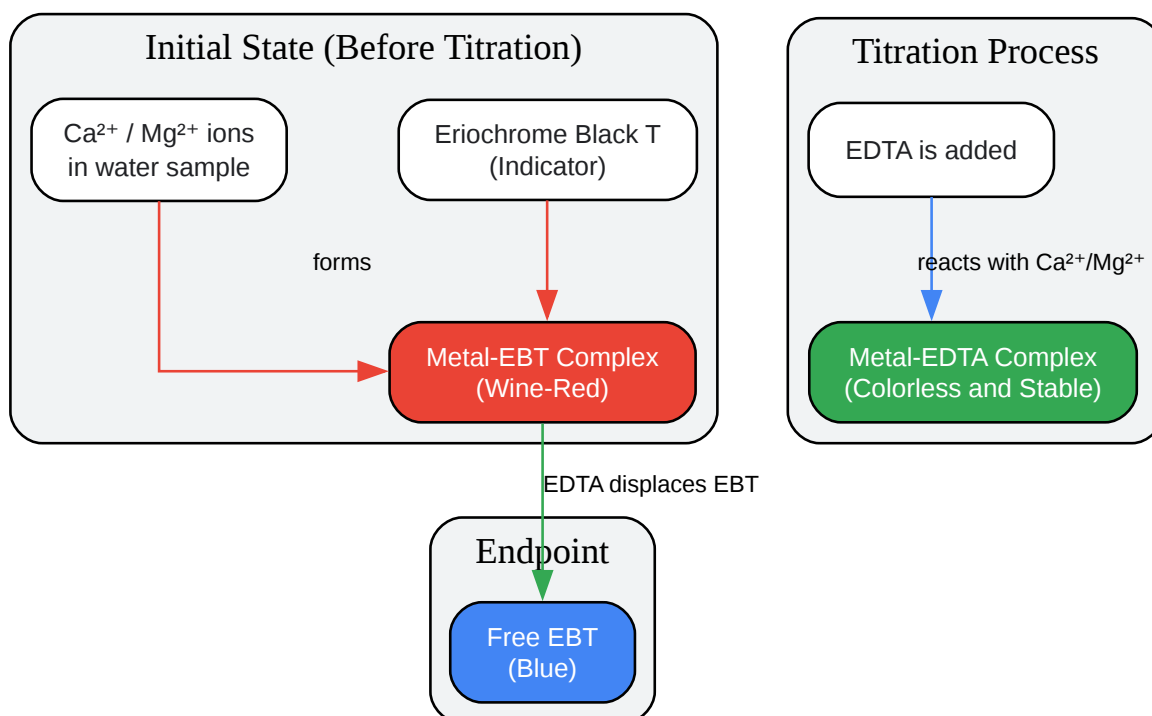 Initial State (Before Titration)
Ca²⁺ / Mg²⁺ ions
in water sample
Eriochrome Black T
(Indicator)
forms
Metal-EBT Complex
(Wine-Red)
Titration Process
EDTA is added
reacts with Ca²⁺/Mg²⁺
Metal-EDTA Complex
(Colorless and Stable)
EDTA displaces EBT
Endpoint
Free EBT
(Blue)